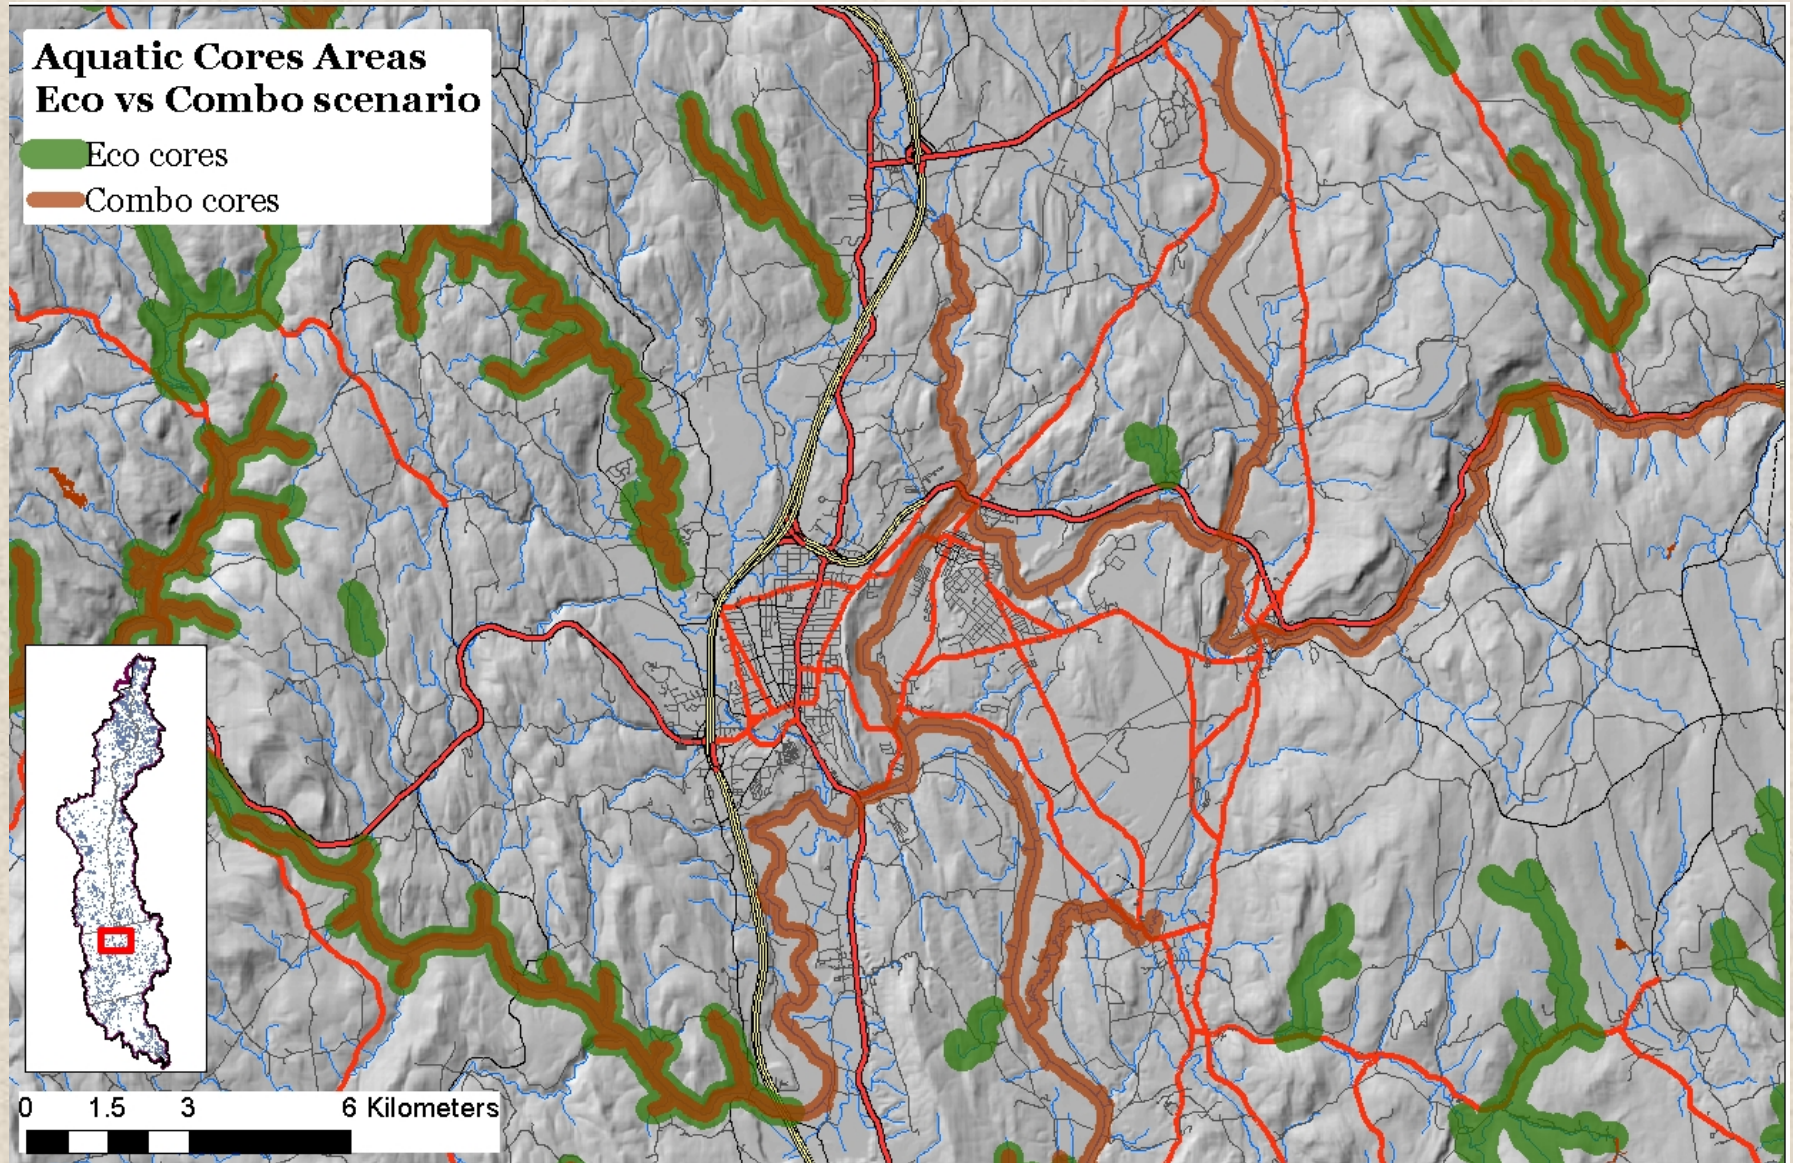 Aquatic Cores Areas
Eco vs Combo scenario
Eco cores
Combo cores
0 1.5 3 6 Kilometers